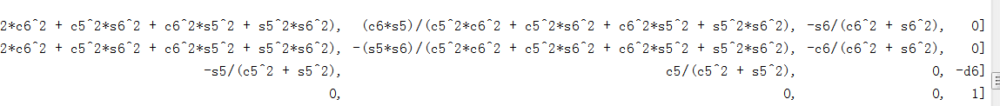 2*c6^2 + c5^2*s6^2 + c6^2*s5^2 + s5^2*s6^2), (c6*s5)/(c5^2*c6^2 + c5^2*s6^2 + c6^2*s5^2 + s5^2*s6^2), -s6/(c6^2 + s6^2), 0]
2*c6^2 + c5^2*s6^2 + c6^2*s5^2 + s5^2*s6^2), -(s5*s6)/(c5^2*c6^2 + c5^2*s6^2 + c6^2*s5^2 + s5^2*s6^2), -c6/(c6^2 + s6^2), 0]
-s5/(c5^2 + s5^2), c5/(c5^2 + s5^2), 0, -d6]
0, 0, 0, 1]